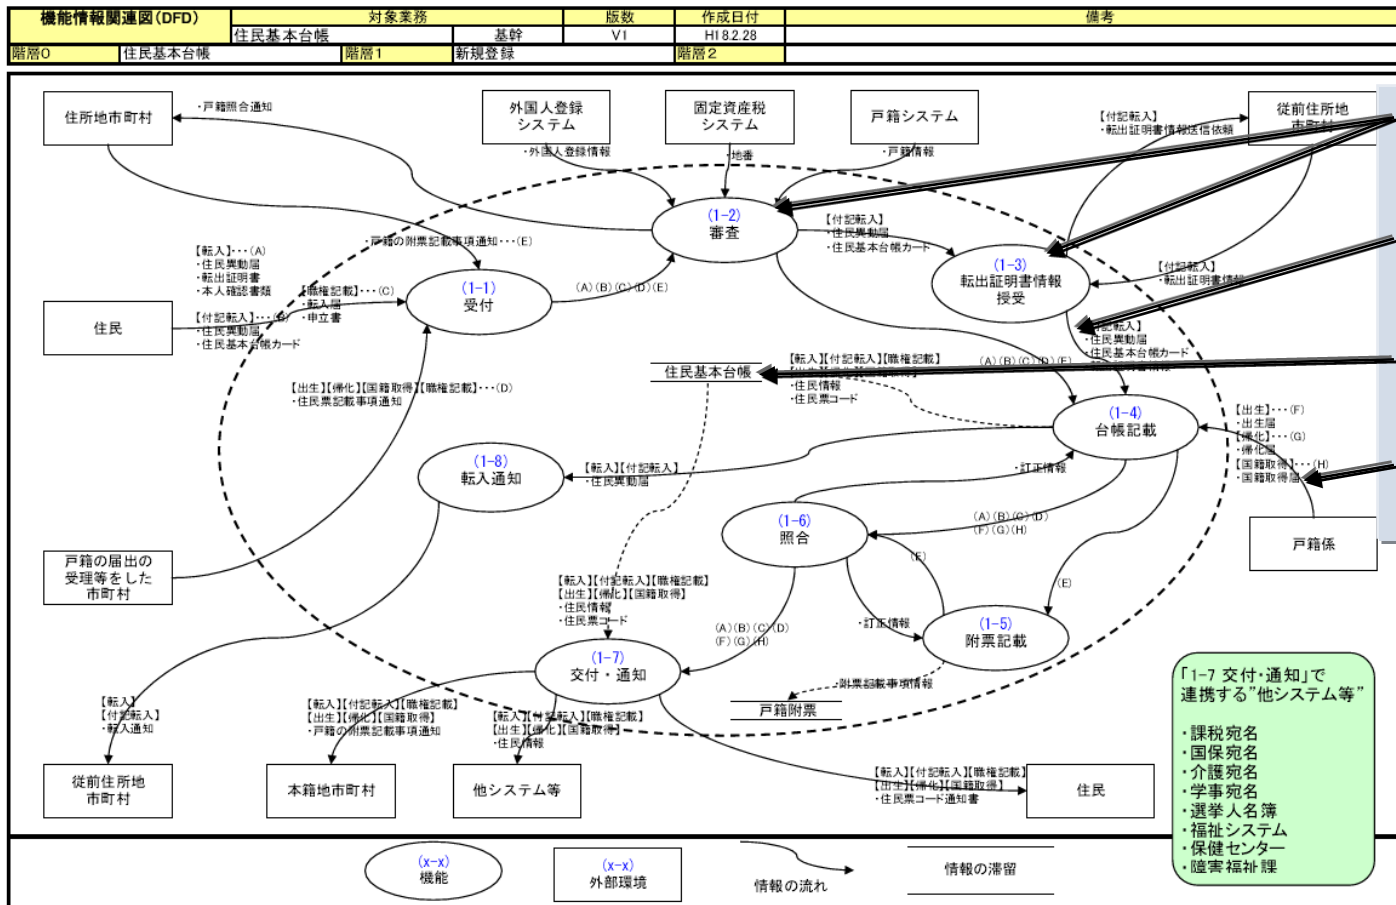 機能情報関連図(DFD)
対象業務
版数
作成日付
備考
住民基本台帳
基幹
V1
H18.2.28
階層0
住民基本台帳
階層1
新規登録
階層2
住所地市町村
・戸籍照合通知
外国人登録
システム
・外国人登録情報
固定資産税
システム
・地番
戸籍システム
・戸籍情報
【付記転入】
・転出証明書情報送信依頼
従前住所地
市町村
(1-2)
審査
【付記転入】
・住民異動届
・住民基本台帳カード
(1-3)
転出証明書情報
授受
【付記転入】
・転出証明書情報
【転入】・・・(A)
・住民異動届
・転出証明書
・本人確認書類
・戸籍の附票記載事項通知・・・(E)
【職権記載】・・・(C)
・転入届
・申立書
(1-1)
受付
(A)(B)(C)(D)(E)
住民
【付記転入】・・・(B)
・住民異動届
・住民基本台帳カード
付記転入】
・住民異動届
・住民基本台帳カード
住民基本台帳
【転入】【付記転入】【職権記載】
【出生】【帰化】【国籍取得】
・住民情報
・住民票コード
(A)(B)(C)(D)(E)
【出生】【帰化】【国籍取得】【職権記載】・・・(D)
・住民票記載事項通知
(1-4)
台帳記載
【出生】・・・(F)
・出生届
【帰化】・・・(G)
・帰化届
【国籍取得】・・・(H)
・国籍取得届
(1-8)
転入通知
【転入】【付記転入】
・住民異動届
・訂正情報
(1-6)
照合
(A)(B)(C)(D)
(F)(G)(H)
戸籍係
戸籍の届出の
受理等をした
市町村
(E)
(E)
【転入】【付記転入】【職権記載】
【出生】【帰化】【国籍取得】
・住民情報
・住民票コード
(A)(B)(C)(D)
(F)(G)(H)
・訂正情報
(1-5)
附票記載
(1-7)
交付・通知
・附票記載事項情報
戸籍附票
【転入】
【付記転入】
・転入通知
【転入】【付記転入】【職権記載】
【出生】【帰化】【国籍取得】
・戸籍の附票記載事項通知
【転入】【付記転入】【職権記載】
【出生】【帰化】【国籍取得】
・住民情報
【転入】【付記転入】【職権記載】
【出生】【帰化】【国籍取得】
・住民票コード通知書
従前住所地
市町村
本籍地市町村
他システム等
住民
「1-7 交付・通知」で
連携する”他システム等”
・課税宛名
・国保宛名
・介護宛名
・学事宛名
・選挙人名簿
・福祉システム
・保健センター
・障害福祉課
(x-x)
機能
(x-x)
外部環境
情報の流れ
情報の滞留